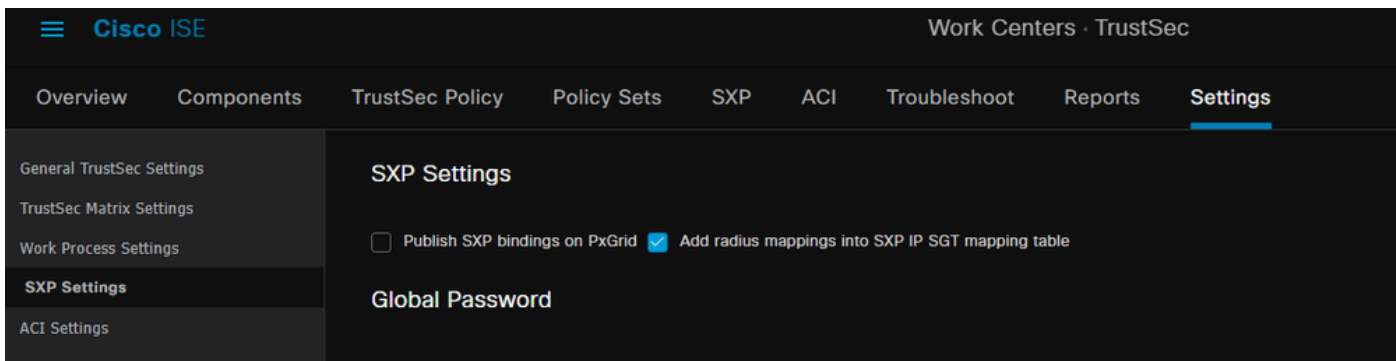 Cisco ISE
Work Centers · TrustSec
Overview Components TrustSec Policy Policy Sets SXP ACI Troubleshoot Reports Settings
General TrustSec Settings
TrustSec Matrix Settings
Work Process Settings
SXP Settings
ACI Settings
SXP Settings
Publish SXP bindings on PxGrid Add radius mappings into SXP IP SGT mapping table
Global Password